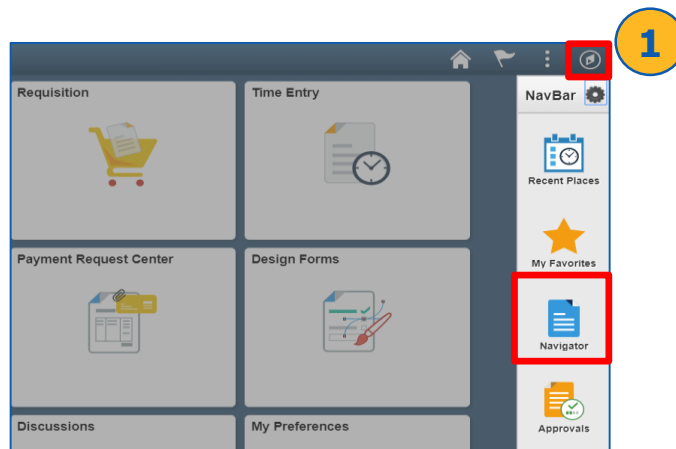 1
Requisition
Time Entry
NavBar
Recent Places
My Favorites
Payment Request Center
Design Forms
Navigator
Approvals
Discussions
My Preferences